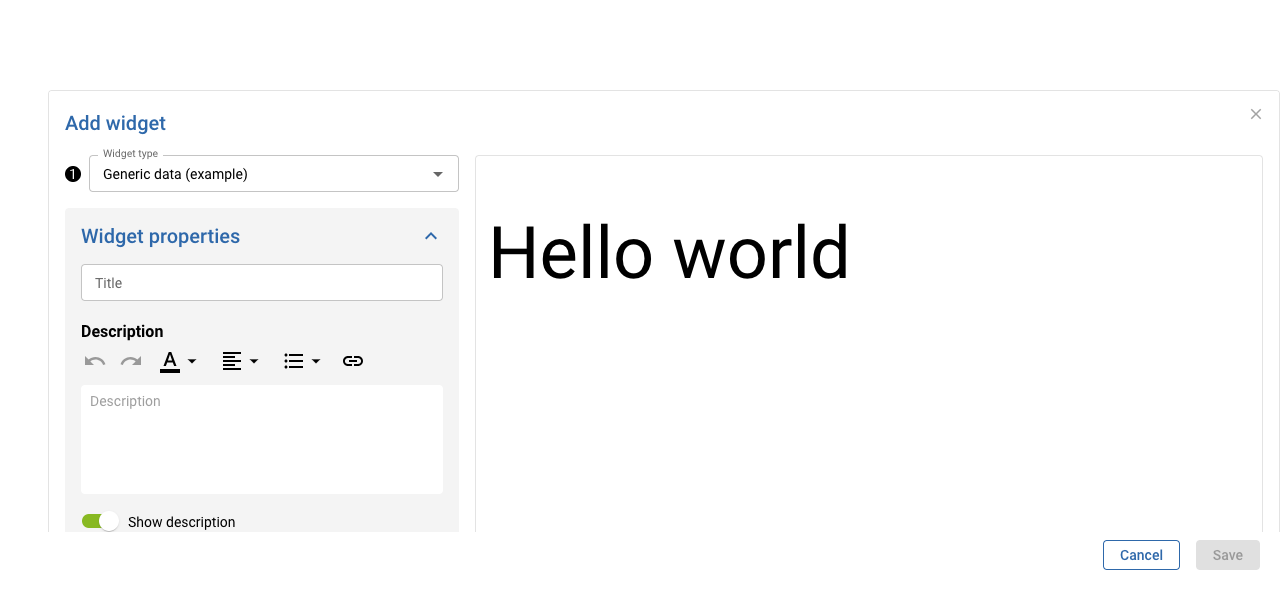 Add widget
Widget type
1
Generic data (example)
Widget properties
Title
Description
A
Description
Show description
Hello world
Cancel
Save